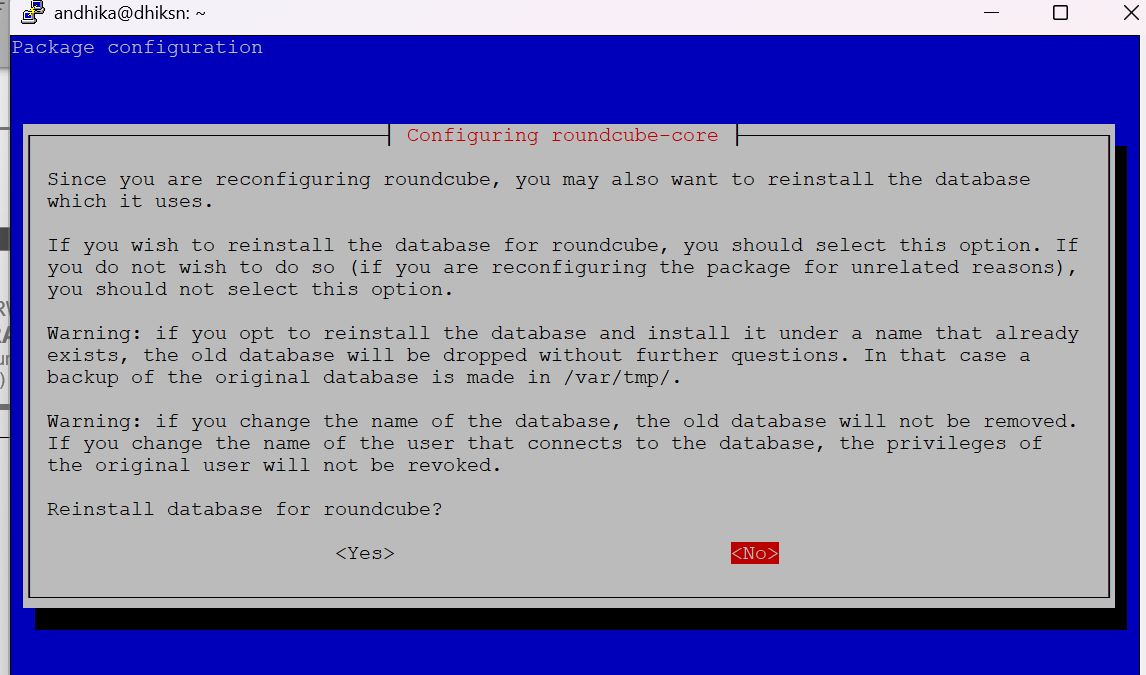 andhika@dhiksn: ~
Package configuration
Configuring roundcube-core
Since you are reconfiguring roundcube, you may also want to reinstall the database
which it uses.
If you wish to reinstall the database for roundcube, you should select this option. If
you do not wish to do so (if you are reconfiguring the package for unrelated reasons),
you should not select this option.
Warning: if you opt to reinstall the database and install it under a name that already
exists, the old database will be dropped without further questions. In that case a
backup of the original database is made in /var/tmp/.
Warning: if you change the name of the database, the old database will not be removed.
If you change the name of the user that connects to the database, the privileges of
the original user will not be revoked.
Reinstall database for roundcube?
<Yes> <No>